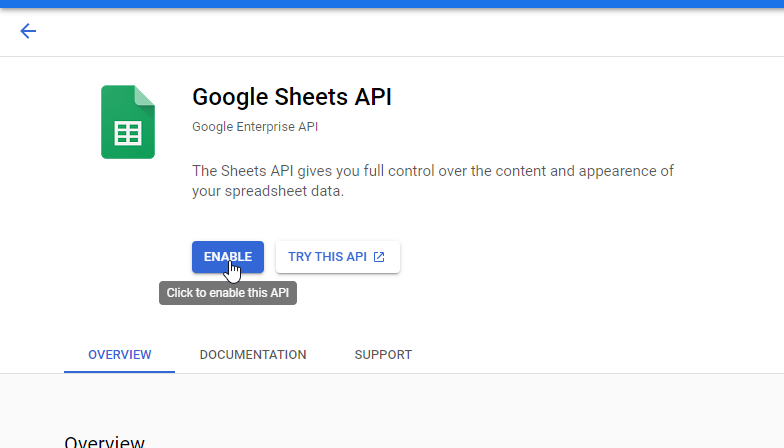 Google Sheets API
Google Enterprise API
The Sheets API gives you full control over the content and appearence of
your spreadsheet data.
ENABLE
TRY THIS API
Click to enable this API
OVERVIEW
DOCUMENTATION
SUPPORT
Overview